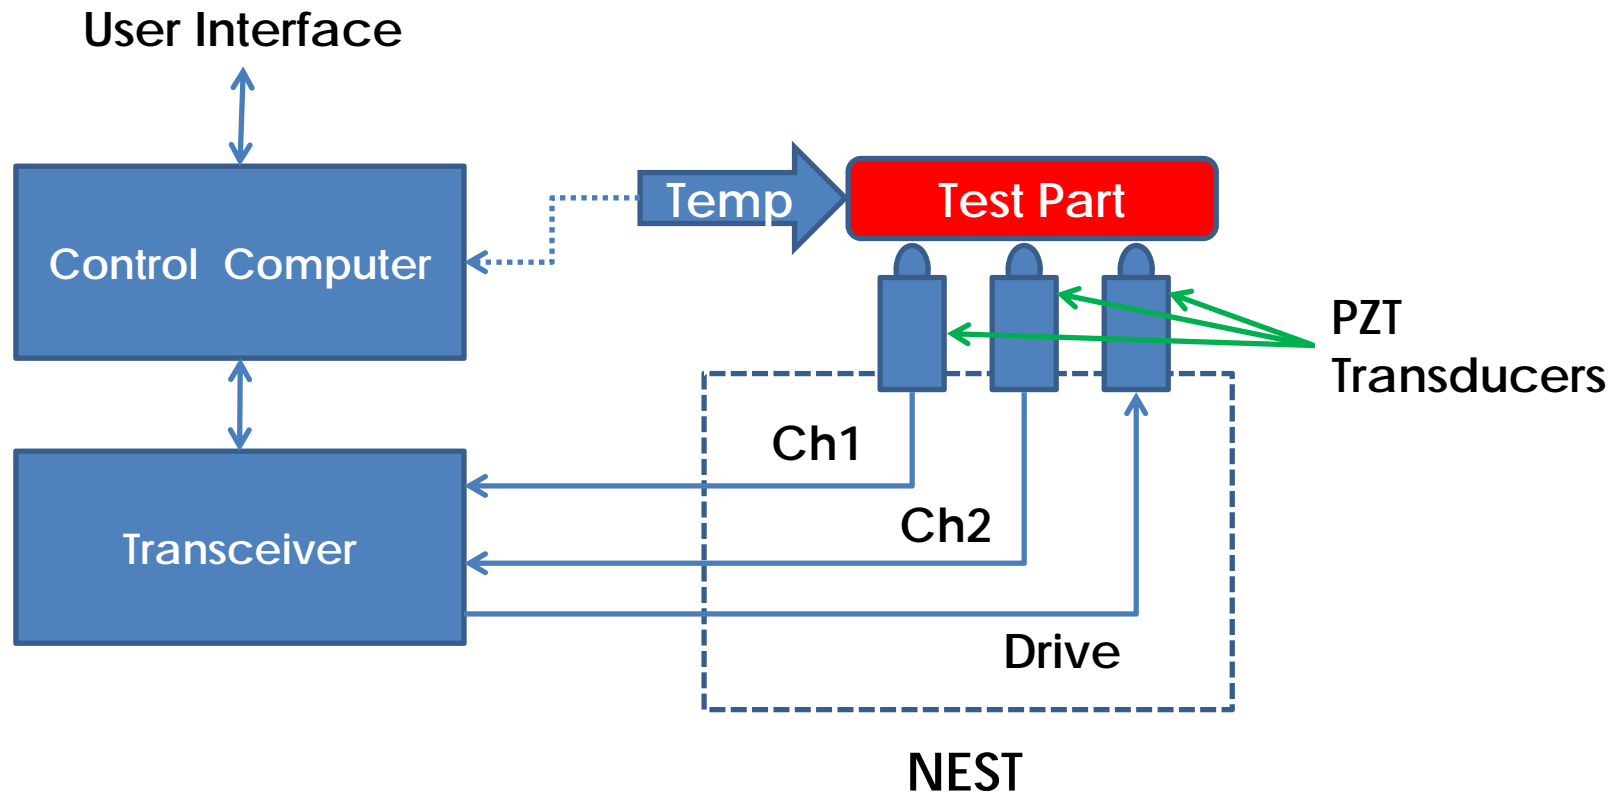 User Interface
Temp
Test Part
Control Computer
PZT
Transducers
Ch1
Ch2
Transceiver
Drive
NEST